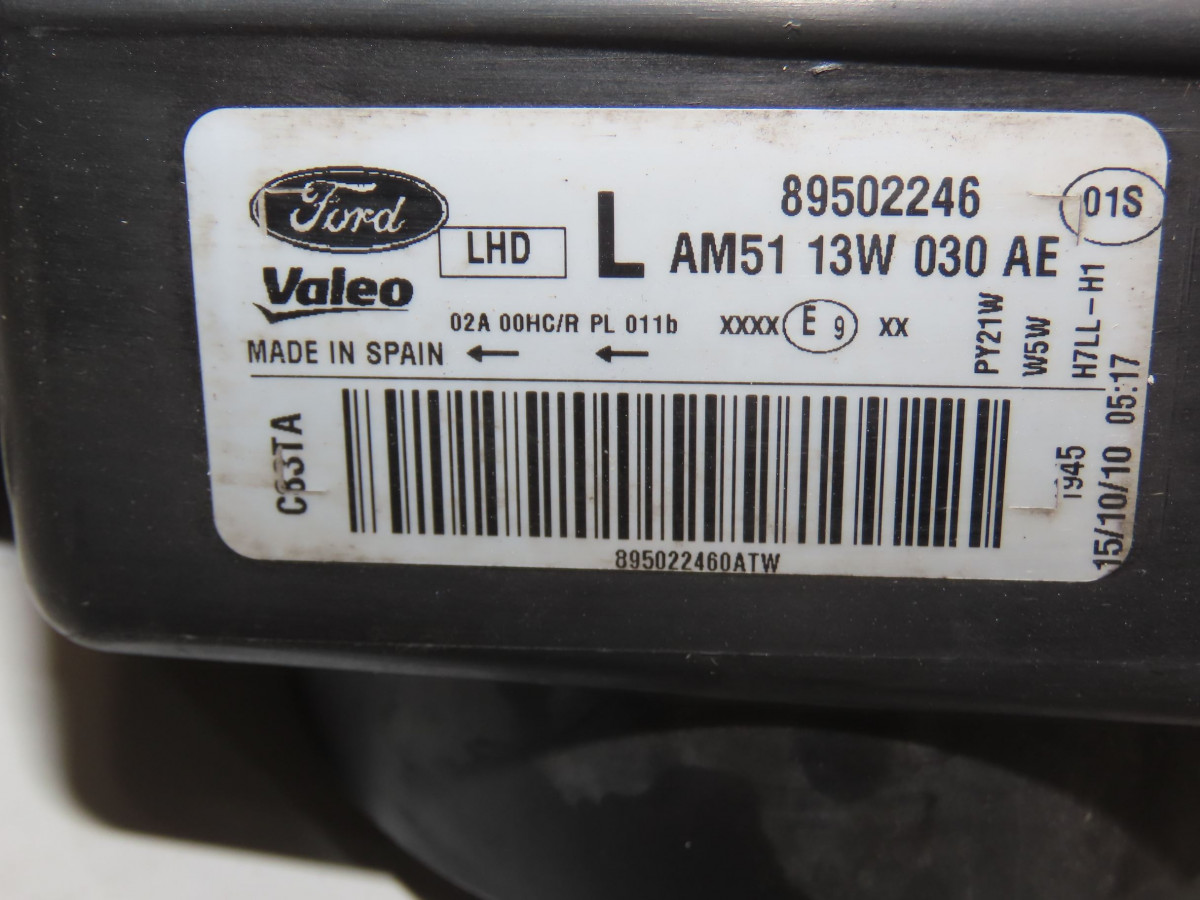 Ford
Valeo
LHD
L
89502246
01S
AM51 13W 030 AE
02A 00HC/R PL 011b
XXXX E 9 XX
MADE IN SPAIN
PY21W
W5W
H7LL-H1
C63TA
895022460ATW
1945
15/10/10 05:17